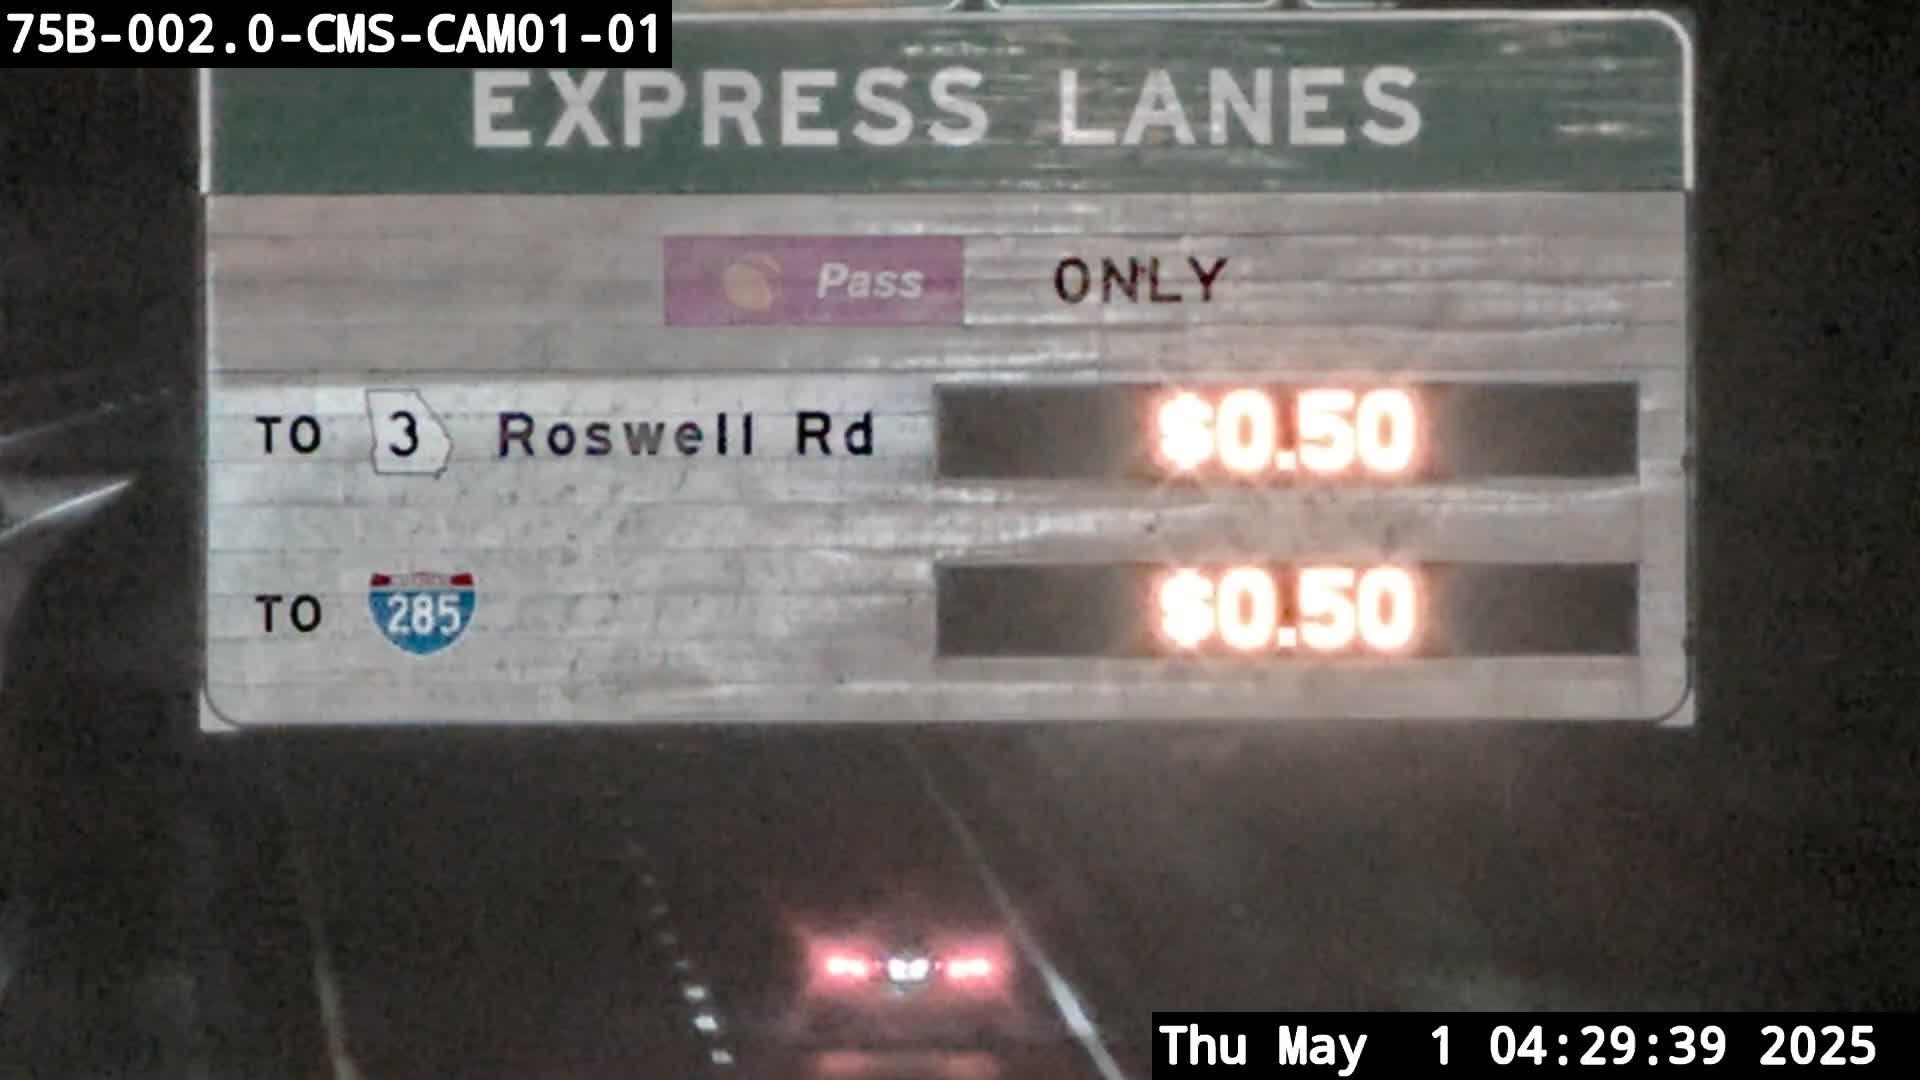 75B-002.0-CMS-CAM01-01
EXPRESS LANES
Pass ONLY
TO 3 Roswell Rd $0.50
TO 285 $0.50
Thu May 1 04:29:39 2025